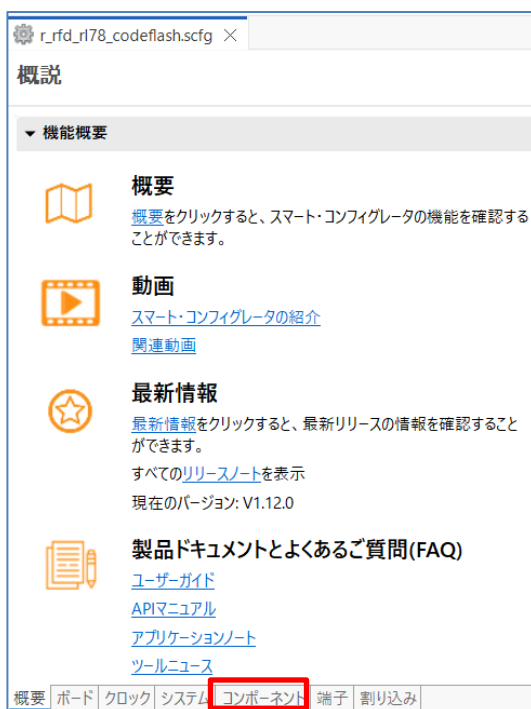 r_rfd_rl78_codeflash.scfg ×
概説
▼ 機能概要
概要
概要をクリックすると、スマート・コンフィグレータの機能を確認する
ことができます。
動画
スマート・コンフィグレータの紹介
関連動画
最新情報
最新情報をクリックすると、最新リリースの情報を確認すること
ができます。
すべてのリリースノートを表示
現在のバージョン: V1.12.0
製品ドキュメントとよくあるご質問(FAQ)
ユーザーガイド
APIマニュアル
アプリケーションノート
ツールニュース
概要 ボード クロック システム コンポーネント 端子 割り込み